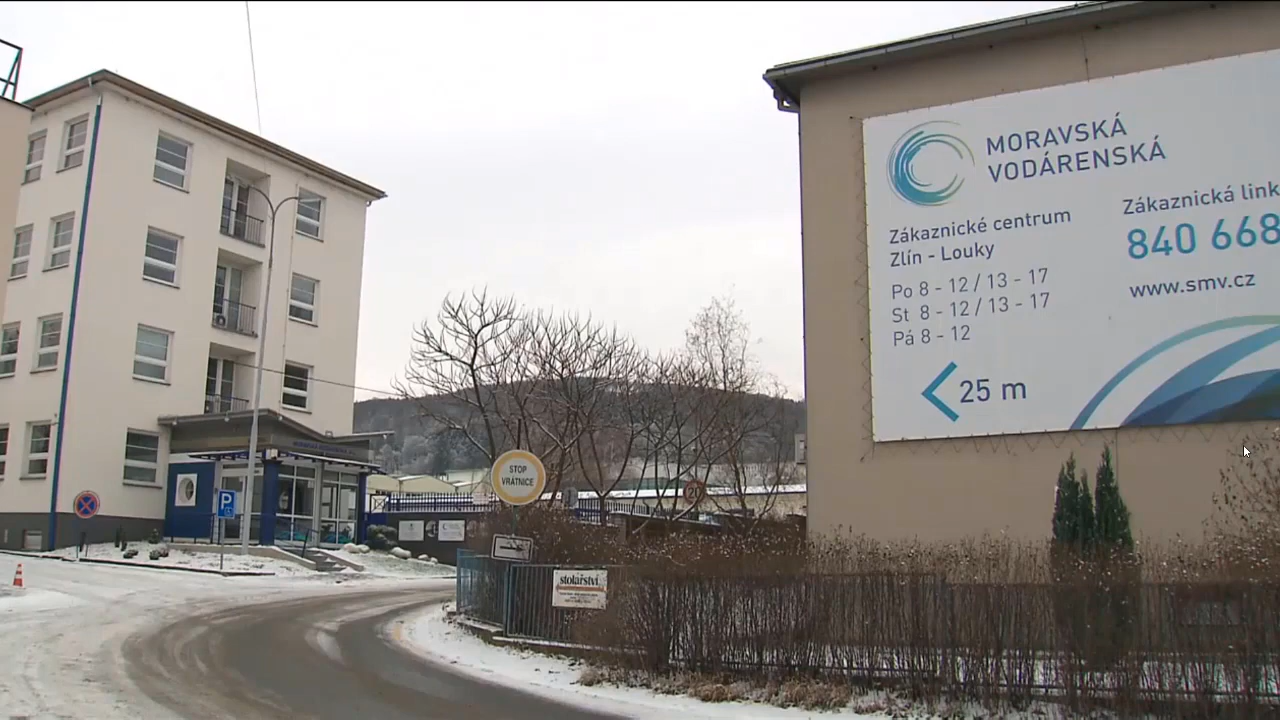 MORAVSKÁ
VODÁRENSKÁ
Zákaznické centrum
Zlín - Louky
Po 8 - 12 / 13 - 17
St 8 - 12 / 13 - 17
Pá 8 - 12
25 m
Zákaznická link
840 668
www.smv.cz
STOP
VRÁTNICE
20
P
stolařství